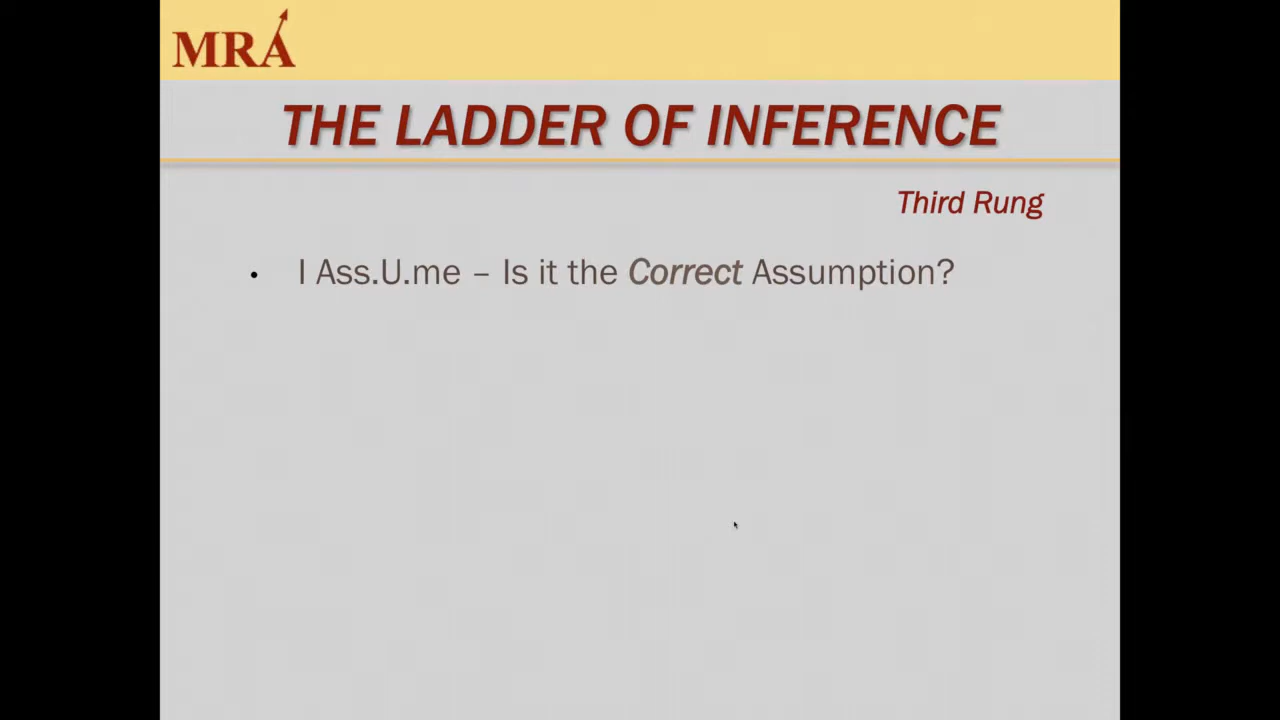 MRA
THE LADDER OF INFERENCE
Third Rung
• I Ass.U.me – Is it the Correct Assumption?